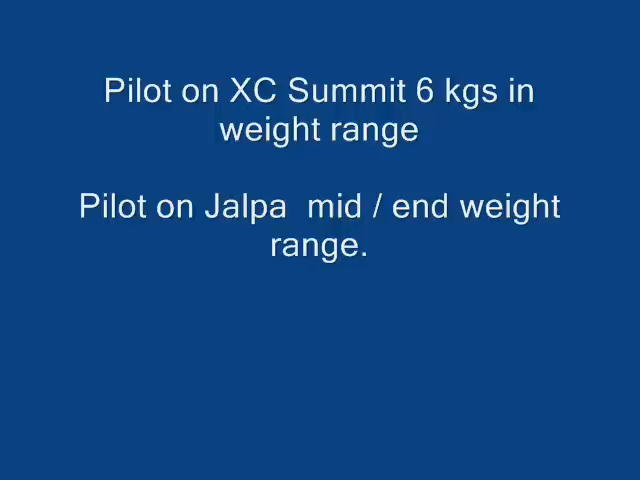 Pilot on XC Summit 6 kgs in
weight range
Pilot on Jalpa  mid / end weight
range.